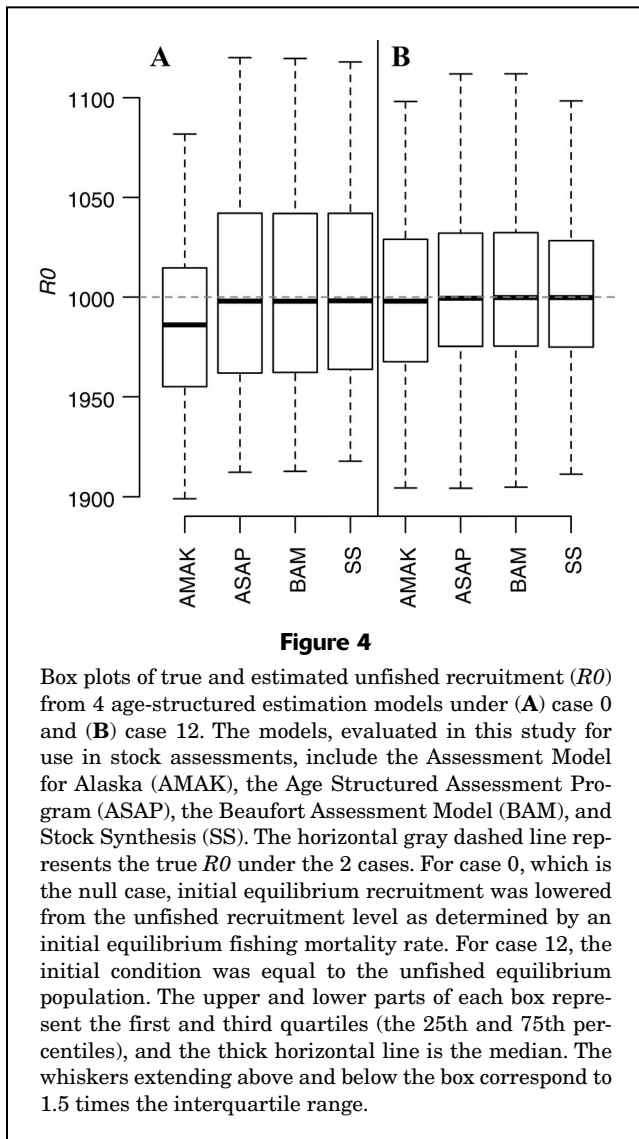 A
B
1100
1050
1000
1950
1900
R0
AMAK
ASAP
BAM
SS
AMAK
ASAP
BAM
SS
Figure 4
Box plots of true and estimated unfished recruitment (R0)
from 4 age-structured estimation models under (A) case 0
and (B) case 12. The models, evaluated in this study for
use in stock assessments, include the Assessment Model
for Alaska (AMAK), the Age Structured Assessment Pro-
gram (ASAP), the Beaufort Assessment Model (BAM), and
Stock Synthesis (SS). The horizontal gray dashed line rep-
resents the true R0 under the 2 cases. For case 0, which is
the null case, initial equilibrium recruitment was lowered
from the unfished recruitment level as determined by an
initial equilibrium fishing mortality rate. For case 12, the
initial condition was equal to the unfished equilibrium
population. The upper and lower parts of each box repre-
sent the first and third quartiles (the 25th and 75th per-
centiles), and the thick horizontal line is the median. The
whiskers extending above and below the box correspond to
1.5 times the interquartile range.